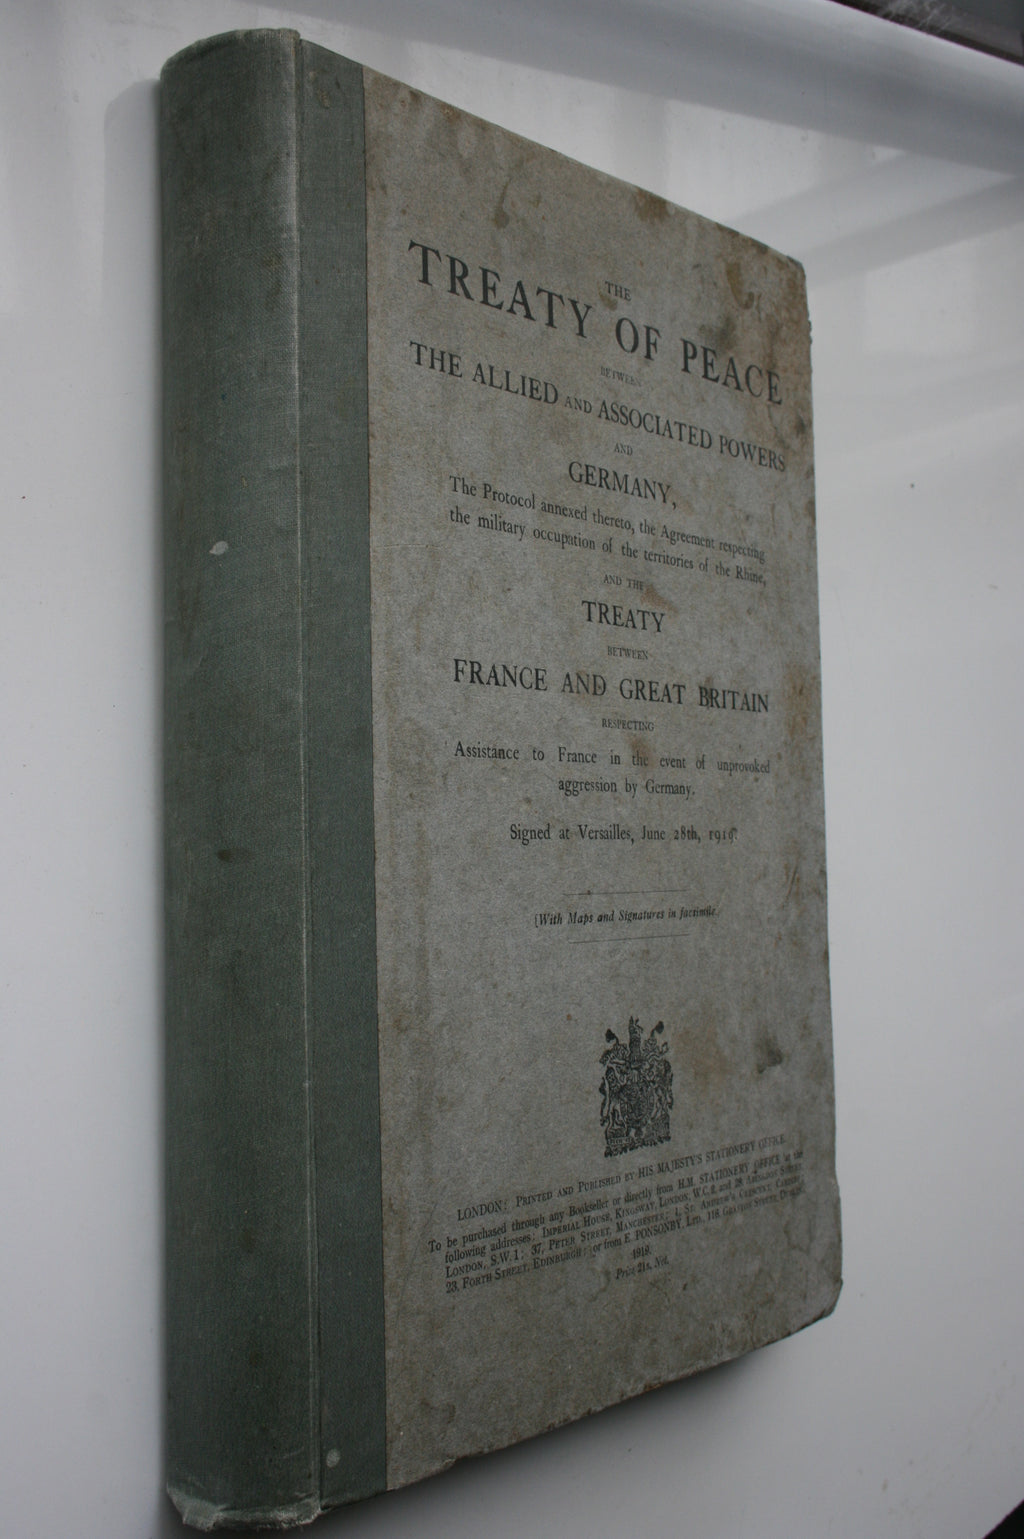 THE
TREATY OF PEACE
BETWEEN
THE ALLIED AND ASSOCIATED POWERS
AND
GERMANY,
The Protocol annexed thereto, the Agreement respecting
the military occupation of the territories of the Rhine,
AND THE
TREATY
BETWEEN
FRANCE AND GREAT BRITAIN
RESPECTING
Assistance to France in the event of unprovoked
aggression by Germany.
Signed at Versailles, June 28th, 1919.
[With Maps and Signatures in facsimile.
LONDON: PRINTED AND PUBLISHED BY HIS MAJESTY'S STATIONERY OFFICE.
To be purchased through any Bookseller or directly from H.M. STATIONERY OFFICE at the
following addresses: IMPERIAL HOUSE, KINGSWAY, LONDON, W.C.2, and 28 ABINGDON STREET,
LONDON, S.W.1; 37, PETER STREET, MANCHESTER; 1, ST. ANDREW'S CRESCENT, CARDIFF;
23, FORTH STREET, EDINBURGH; or from E. PONSONBY, LTD., 116 GRAFTON STREET, DUBLIN.
1919.
Price 21s. Net.